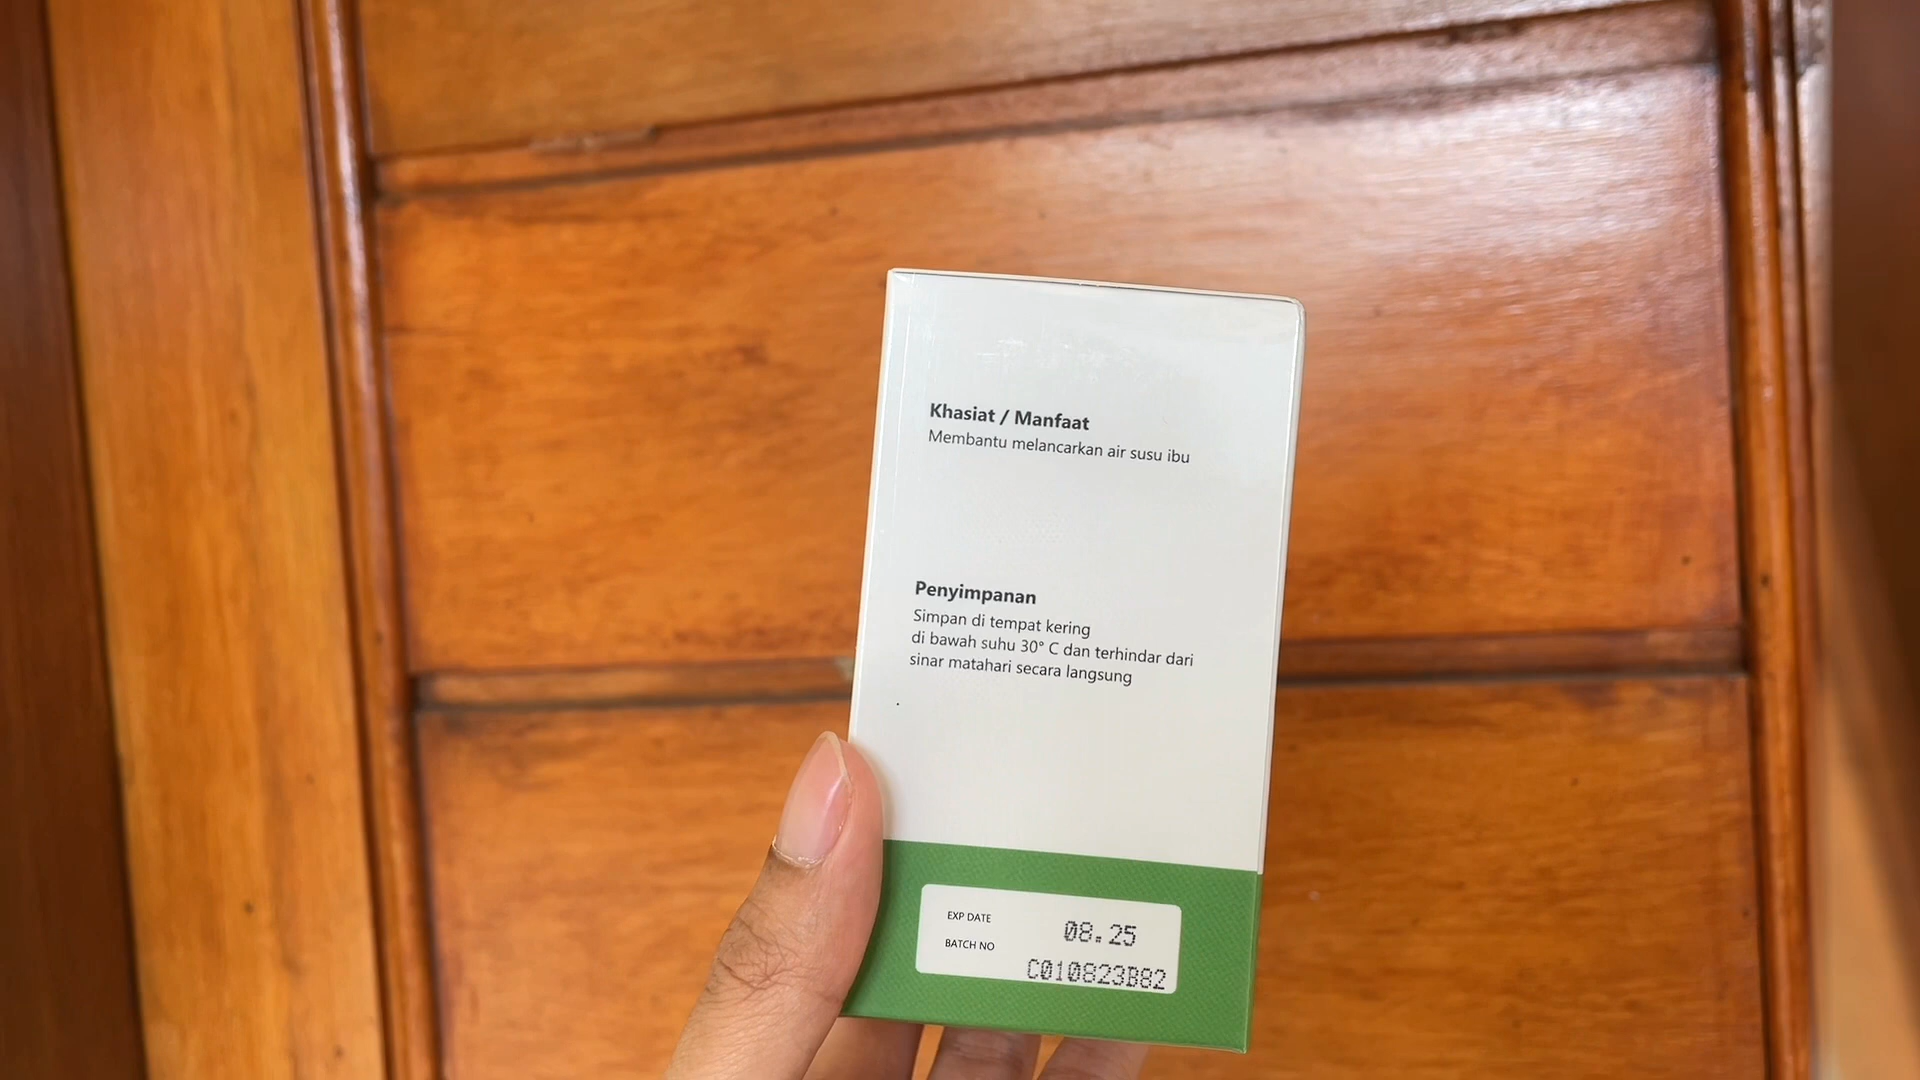 Khasiat / Manfaat
Membantu melancarkan air susu ibu
Penyimpanan
Simpan di tempat kering
di bawah suhu 30° C dan terhindar dari
sinar matahari secara langsung
EXP DATE 08.25
BATCH NO C010823B82